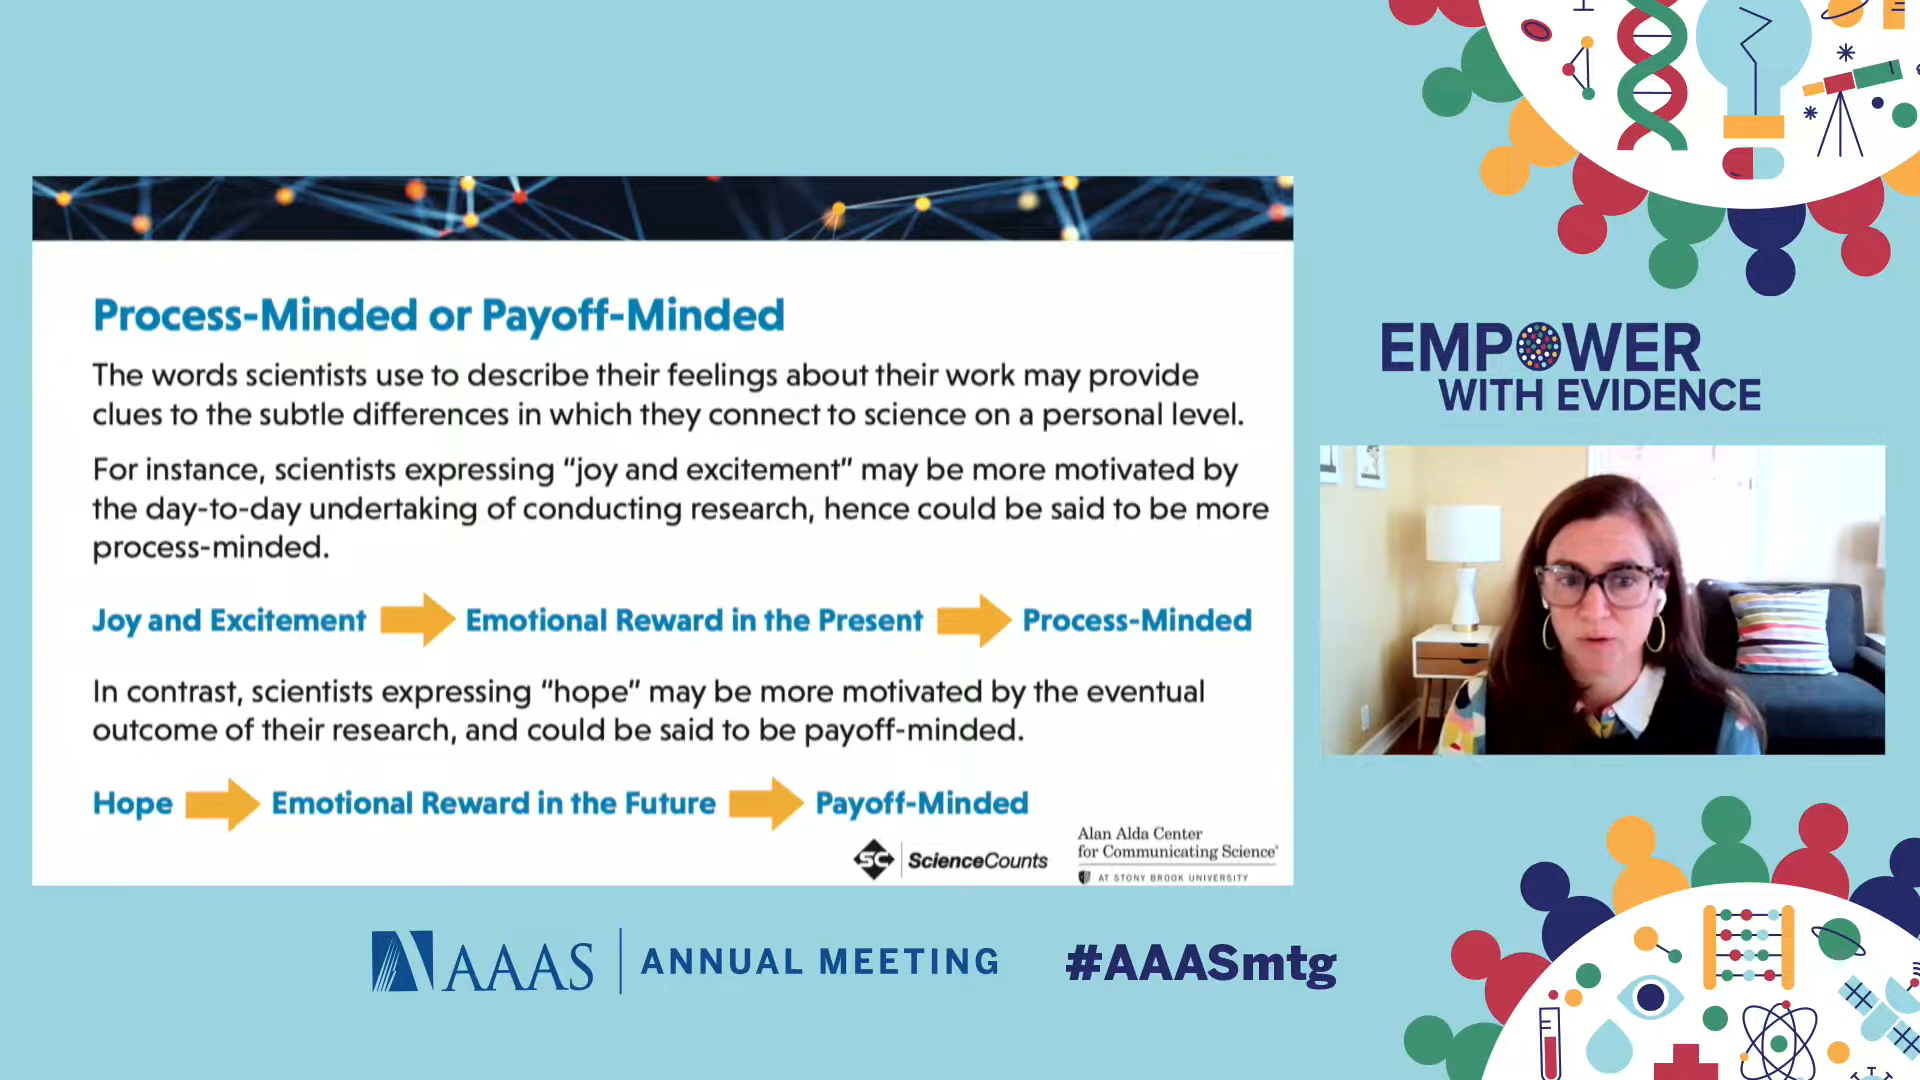 Process-Minded or Payoff-Minded
The words scientists use to describe their feelings about their work may provide
clues to the subtle differences in which they connect to science on a personal level.
For instance, scientists expressing “joy and excitement” may be more motivated by
the day-to-day undertaking of conducting research, hence could be said to be more
process-minded.
Joy and Excitement Emotional Reward in the Present Process-Minded
In contrast, scientists expressing “hope” may be more motivated by the eventual
outcome of their research, and could be said to be payoff-minded.
Hope Emotional Reward in the Future Payoff-Minded
SC ScienceCounts
Alan Alda Center
for Communicating Science®
AT STONY BROOK UNIVERSITY
EMPOWER
WITH EVIDENCE
AAAS ANNUAL MEETING #AAASmtg